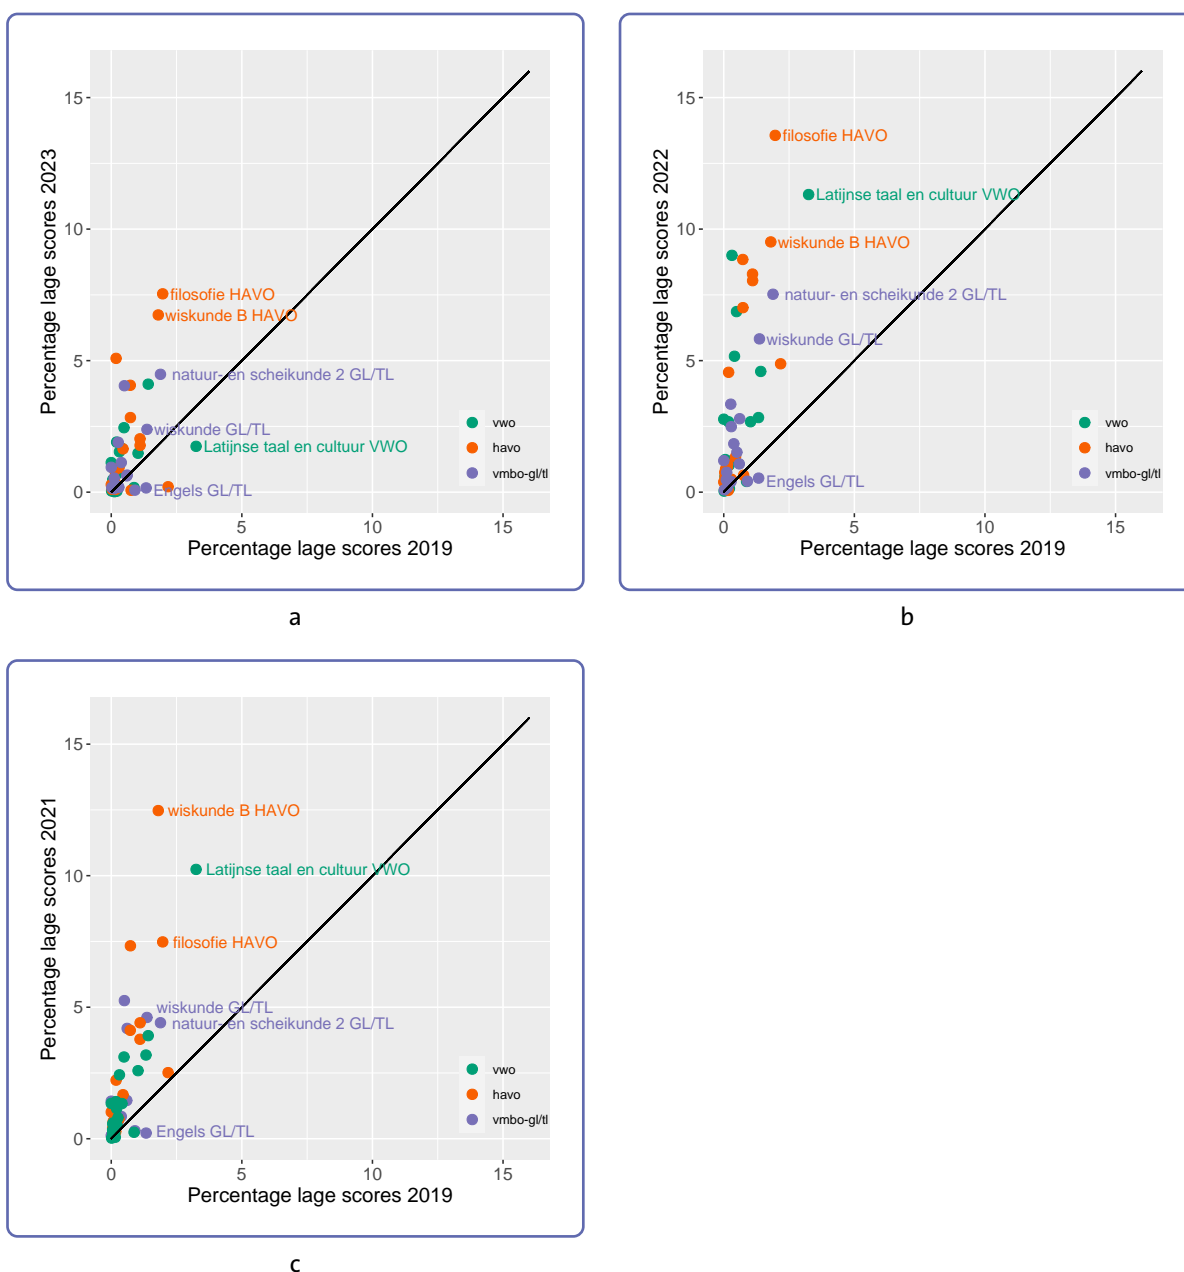 15
10
5
0
Percentage lage scores 2023
filosofie HAVO
wiskunde B HAVO
natuur- en scheikunde 2 GL/TL
wiskunde GL/TL
Latijnse taal en cultuur VWO
Engels GL/TL
vwo
havo
vmbo-gl/tl
0 5 10 15
Percentage lage scores 2019
a
15
10
5
0
Percentage lage scores 2022
filosofie HAVO
Latijnse taal en cultuur VWO
wiskunde B HAVO
natuur- en scheikunde 2 GL/TL
wiskunde GL/TL
Engels GL/TL
vwo
havo
vmbo-gl/tl
0 5 10 15
Percentage lage scores 2019
b
15
10
5
0
Percentage lage scores 2021
wiskunde B HAVO
Latijnse taal en cultuur VWO
filosofie HAVO
wiskunde GL/TL
natuur- en scheikunde 2 GL/TL
Engels GL/TL
vwo
havo
vmbo-gl/tl
0 5 10 15
Percentage lage scores 2019
c